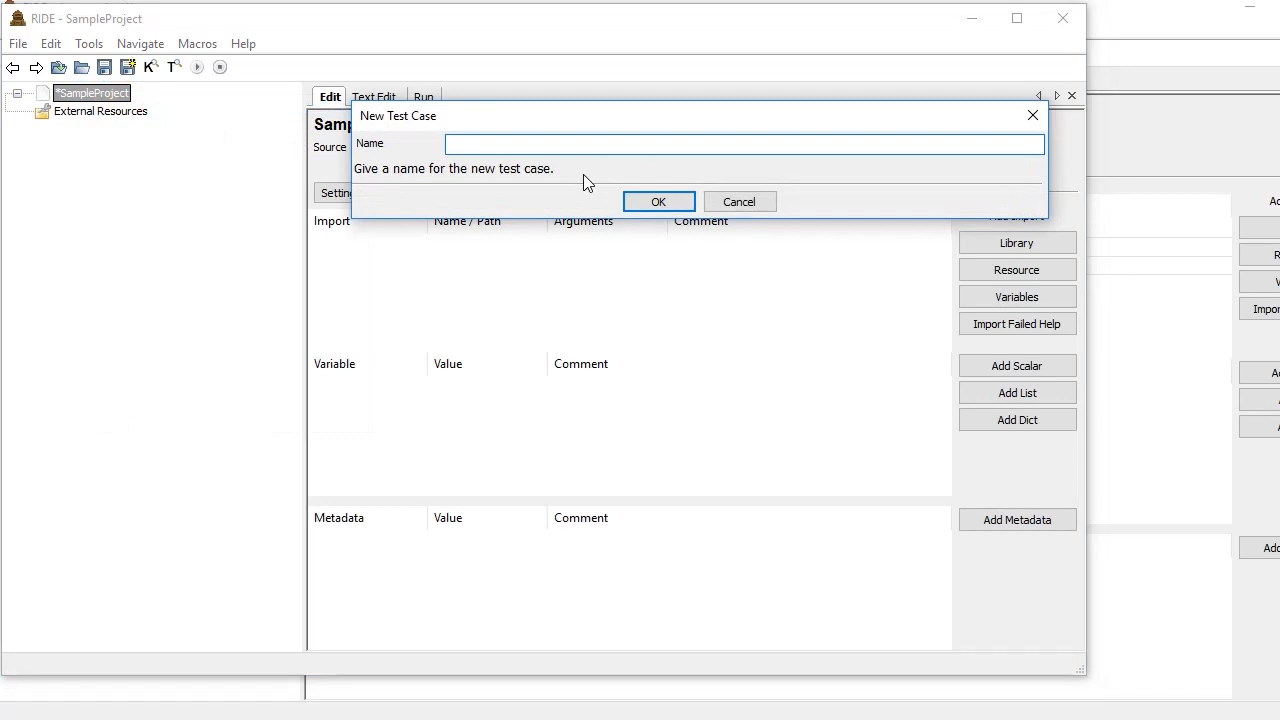 RIDE - SampleProject
File Edit Tools Navigate Macros Help
*SampleProject
External Resources
Edit Text Edit Run
New Test Case
Name
Give a name for the new test case.
OK Cancel
Source
Import Name / Path Arguments Comment
Library
Resource
Variables
Import Failed Help
Variable Value Comment
Add Scalar
Add List
Add Dict
Metadata Value Comment
Add Metadata